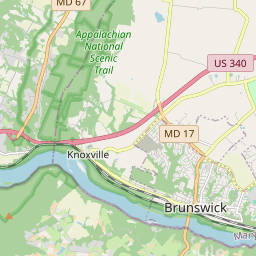 MD 67
Appalachian
National
Scenic
Trail
US 340
MD 17
Knoxville
Brunswick